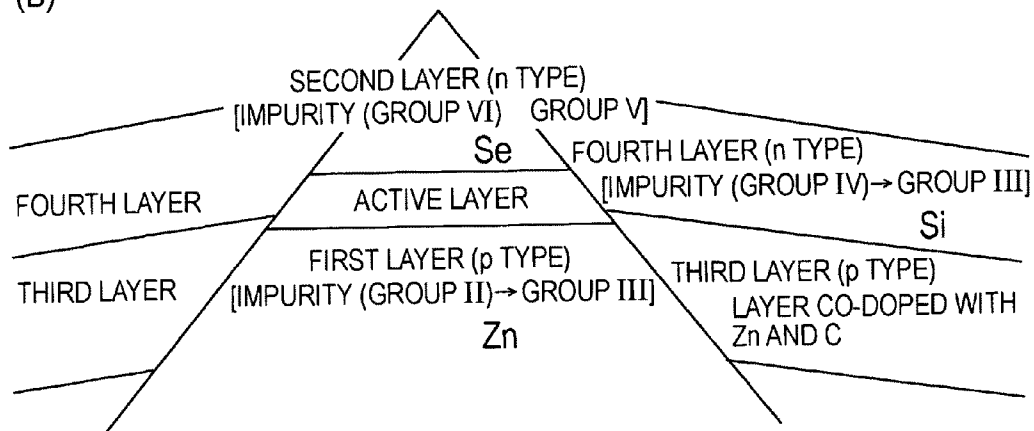 (B)
SECOND LAYER (n TYPE)
[IMPURITY (GROUP VI) GROUP V]
Se
FOURTH LAYER (n TYPE)
[IMPURITY (GROUP IV)→GROUP III]
Si
FOURTH LAYER
ACTIVE LAYER
FIRST LAYER (p TYPE)
[IMPURITY (GROUP II)→GROUP III]
Zn
THIRD LAYER
THIRD LAYER (p TYPE)
LAYER CO-DOPED WITH
Zn AND C